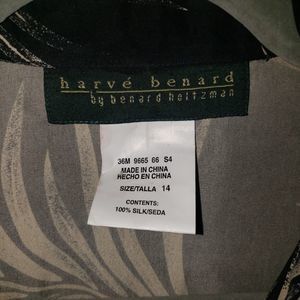 harvé benard
by benard holtzman
36M 9665 66 S4
MADE IN CHINA
HECHO EN CHINA
SIZE/TALLA 14
CONTENTS:
100% SILK/SEDA